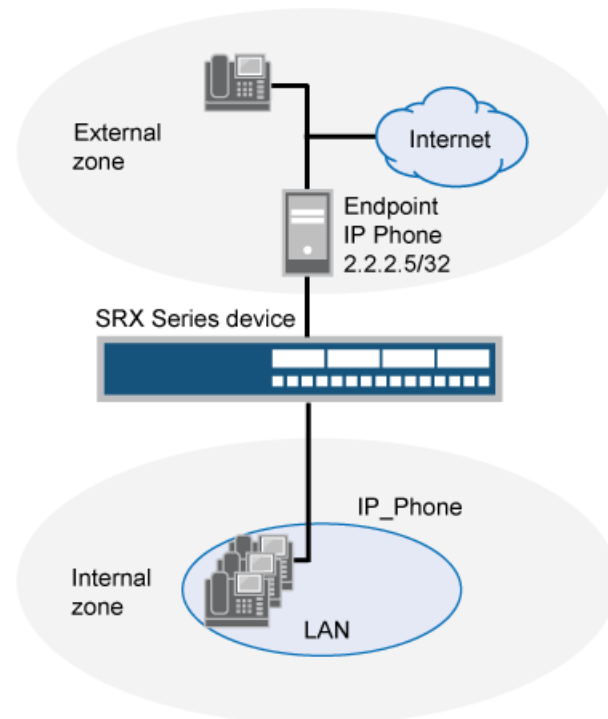 External
zone
Internet
Endpoint
IP Phone
2.2.2.5/32
SRX Series device
IP_Phone
Internal
zone
LAN